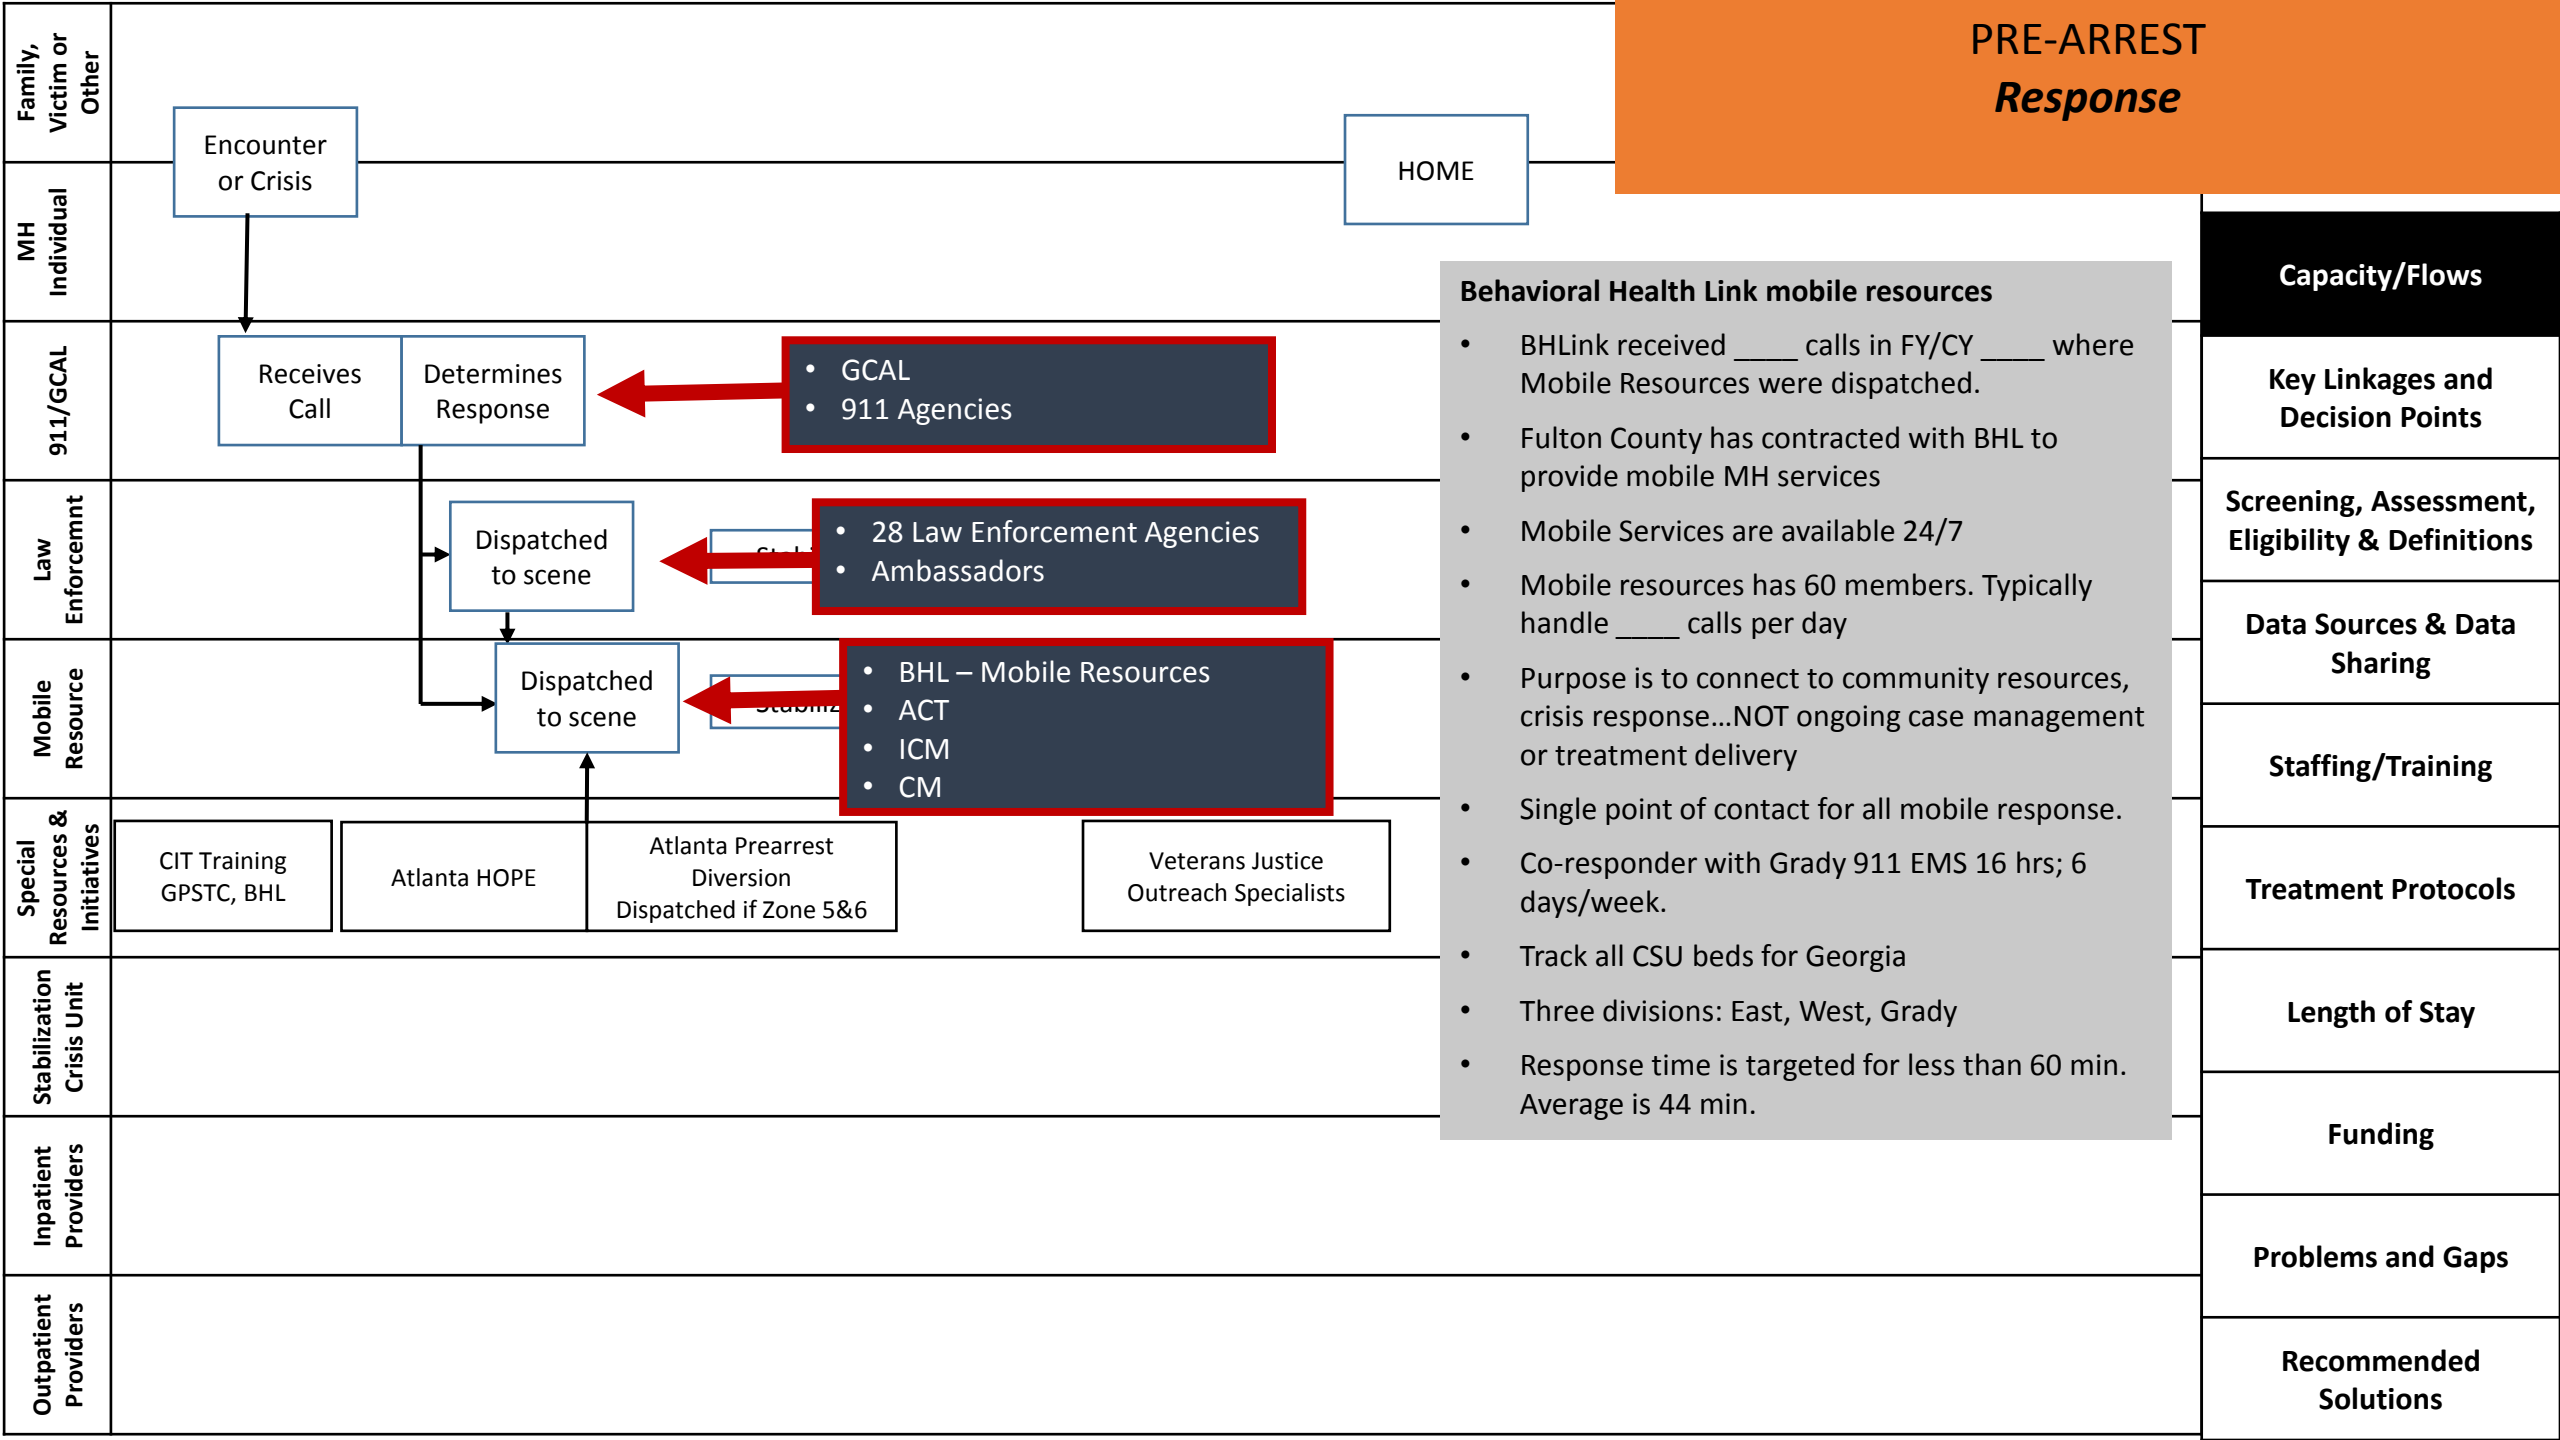 PRE-ARREST
Response
Family,
Victim or
Other
MH
Individual
911/GCAL
Law
Enforcemnt
Mobile
Resource
Special
Resources &
Initiatives
Stabilization
Crisis Unit
Inpatient
Providers
Outpatient
Providers
Encounter
or Crisis
HOME
Receives
Call
Determines
Response
• GCAL
• 911 Agencies
Dispatched
to scene
• 28 Law Enforcement Agencies
• Ambassadors
Dispatched
to scene
• BHL – Mobile Resources
• ACT
• ICM
• CM
CIT Training
GPSTC, BHL
Atlanta HOPE
Atlanta Prearrest
Diversion
Dispatched if Zone 5&6
Veterans Justice
Outreach Specialists
Behavioral Health Link mobile resources
• BHLink received ____ calls in FY/CY ____ where
Mobile Resources were dispatched.
• Fulton County has contracted with BHL to
provide mobile MH services
• Mobile Services are available 24/7
• Mobile resources has 60 members. Typically
handle ____ calls per day
• Purpose is to connect to community resources,
crisis response…NOT ongoing case management
or treatment delivery
• Single point of contact for all mobile response.
• Co-responder with Grady 911 EMS 16 hrs; 6
days/week.
• Track all CSU beds for Georgia
• Three divisions: East, West, Grady
• Response time is targeted for less than 60 min.
Average is 44 min.
Capacity/Flows
Key Linkages and
Decision Points
Screening, Assessment,
Eligibility & Definitions
Data Sources & Data
Sharing
Staffing/Training
Treatment Protocols
Length of Stay
Funding
Problems and Gaps
Recommended
Solutions